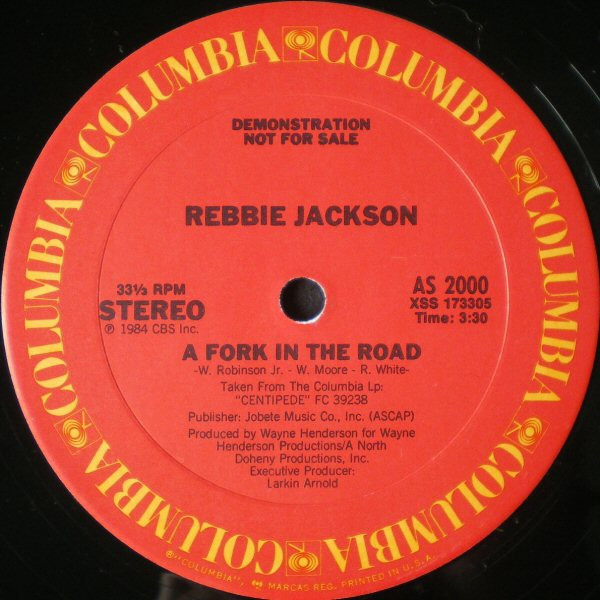 COLUMBIA COLUMBIA COLUMBIA COLUMBIA COLUMBIA COLUMBIA COLUMBIA COLUMBIA
DEMONSTRATION
NOT FOR SALE
REBBIE JACKSON
33⅓ RPM
STEREO
℗ 1984 CBS Inc.
AS 2000
XSS 173305
Time: 3:30
A FORK IN THE ROAD
-W. Robinson Jr. - W. Moore - R. White-
Taken From The Columbia Lp:
"CENTIPEDE" FC 39238
Publisher: Jobete Music Co., Inc. (ASCAP)
Produced by Wayne Henderson for Wayne
Henderson Productions/A North
Doheny Productions, Inc.
Executive Producer:
Larkin Arnold
®"COLUMBIA", MARCAS REG. PRINTED IN U.S.A.